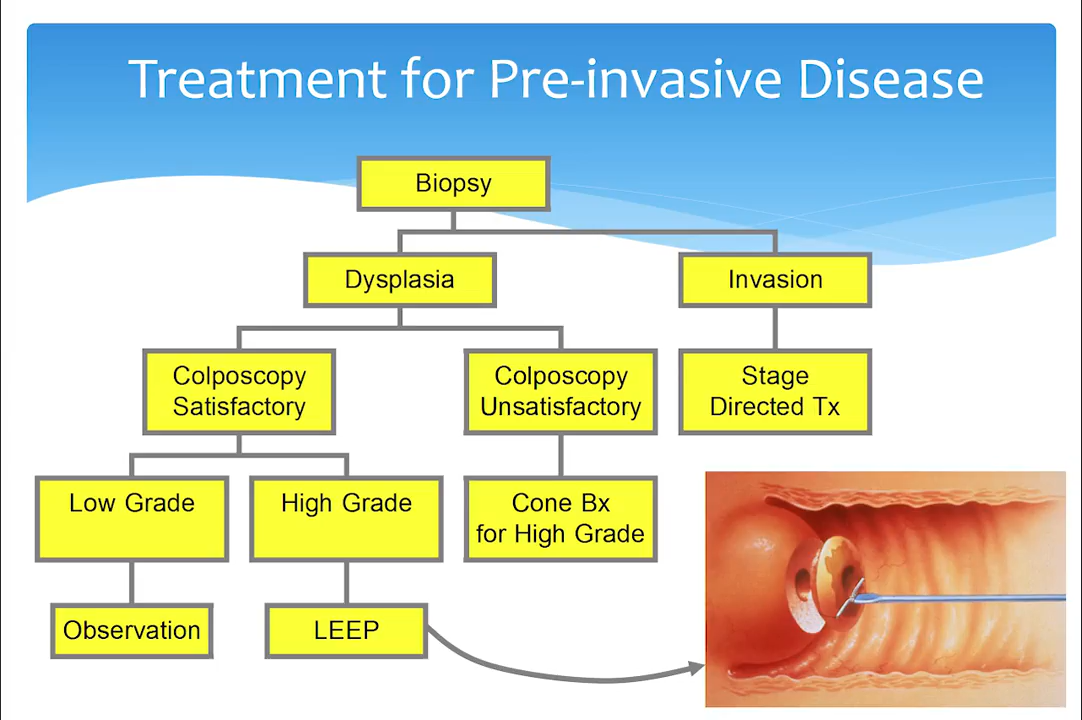 Treatment for Pre-invasive Disease
Biopsy
Dysplasia
Invasion
Colposcopy
Satisfactory
Colposcopy
Unsatisfactory
Stage
Directed Tx
Low Grade
High Grade
Cone Bx
for High Grade
Observation
LEEP